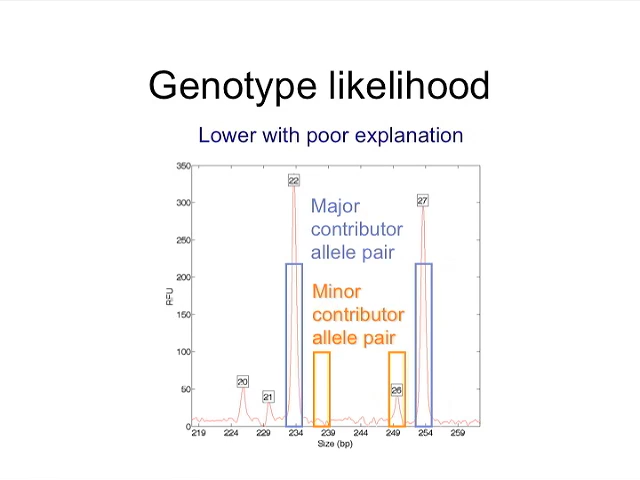 Genotype likelihood
Lower with poor explanation
350
300
250
200
150
100
50
0
RFU
22
27
Major
contributor
allele pair
Minor
contributor
allele pair
20
21
26
219 224 229 234 239 244 249 254 259
Size (bp)